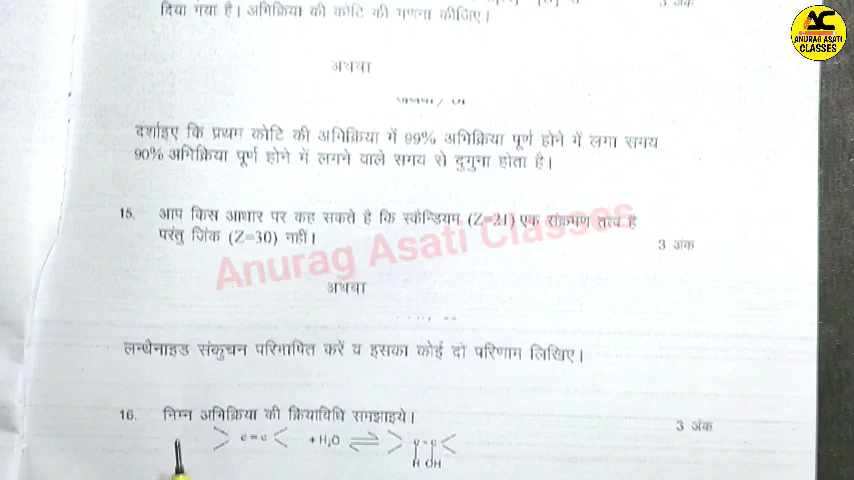 दिया गया है। अभिक्रिया की कोटि की गणना कीजिए।
3 अंक
AC
ANURAG ASATI
CLASSES
अथवा
दर्शाइए कि प्रथम कोटि की अभिक्रिया में 99% अभिक्रिया पूर्ण होने में लगा समय
90% अभिक्रिया पूर्ण होने में लगने वाले समय से दुगुना होता है।
15. आप किस आधार पर कह सकते है कि स्कैन्डियम (Z=21) एक संक्रमण तत्व है
परंतु जिंक (Z=30) नहीं।
3 अंक
Anurag Asati Classes
अथवा
लन्थैनाइड संकुचन परिभाषित करें व इसका कोई दो परिणाम लिखिए।
16. निम्न अभिक्रिया की क्रियाविधि समझाइये।
3 अंक
>c=c< + H₂O ⇌ >c-c<
H OH